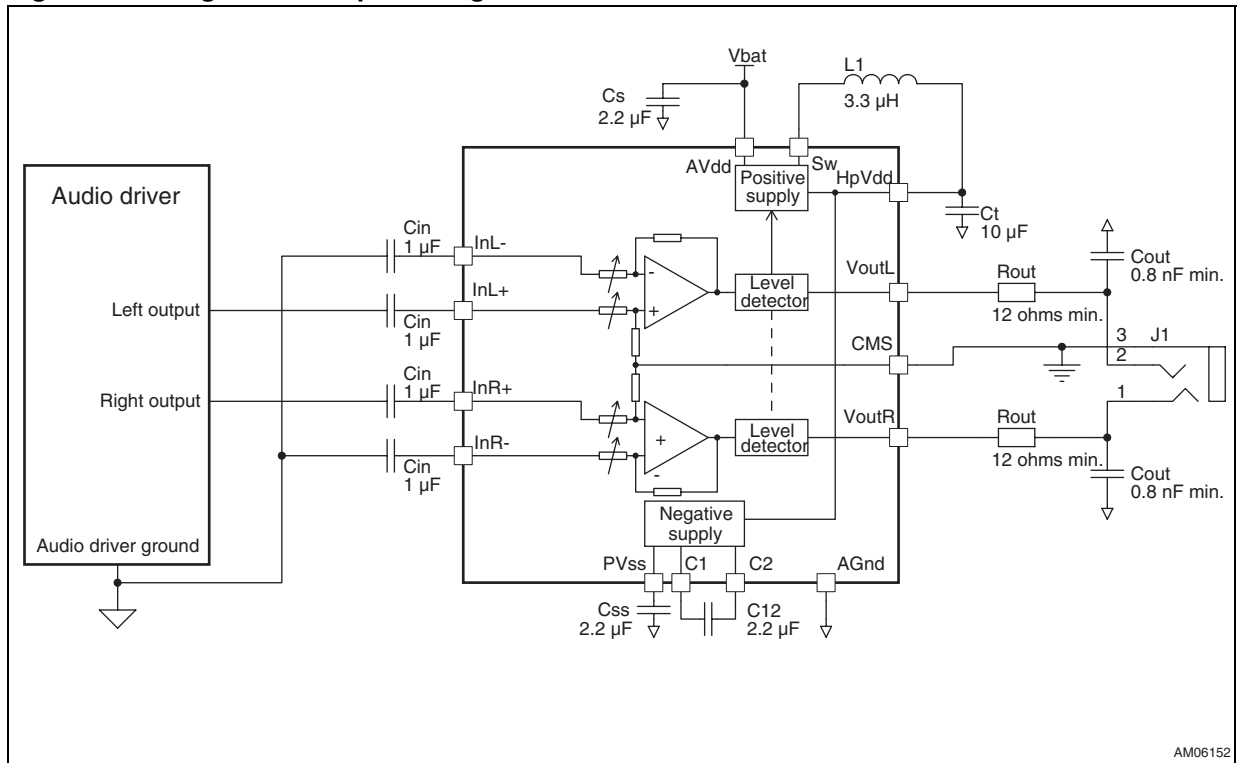 Vbat
L1
3.3 µH
Cs
2.2 µF
AVdd
Sw
HpVdd
Positive
supply
Ct
10 µF
Audio driver
Cin
1 µF
InL-
-
Level
detector
VoutL
Rout
12 ohms min.
Cout
0.8 nF min.
Left output
Cin
1 µF
InL+
+
CMS
3
J1
2
1
Right output
Cin
1 µF
InR+
+
Level
detector
VoutR
Rout
12 ohms min.
Cout
0.8 nF min.
Cin
1 µF
InR-
-
Audio driver ground
Negative
supply
PVss
C1
C2
AGnd
Css
2.2 µF
C12
2.2 µF
AM06152